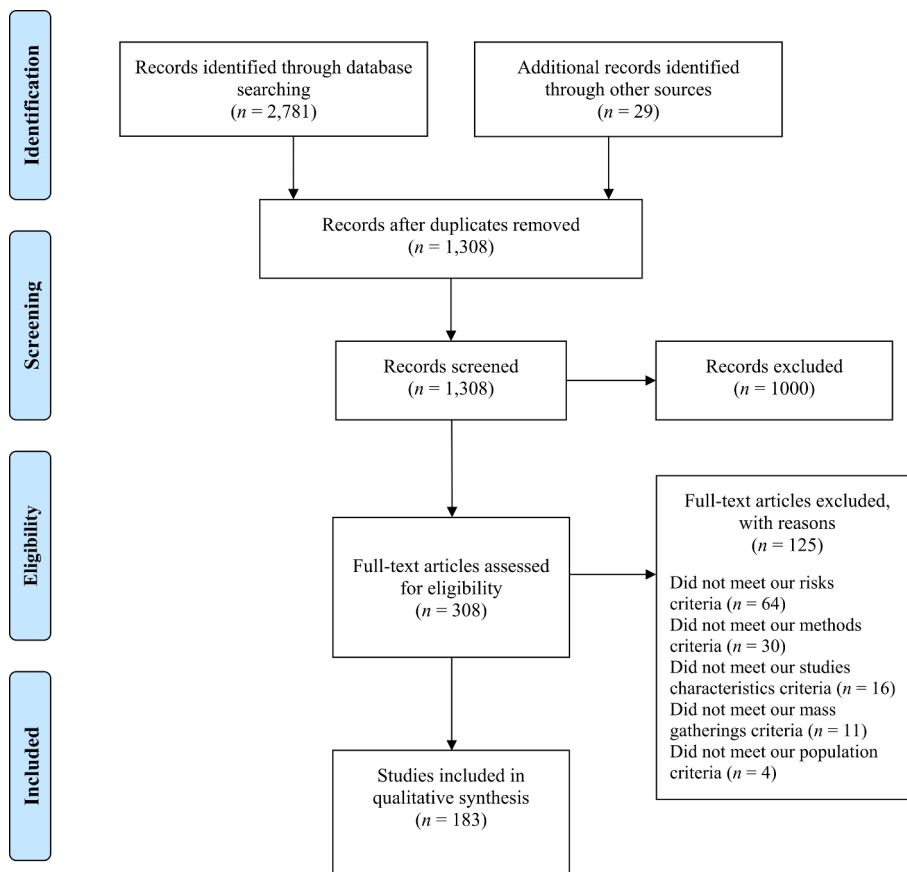 Identification
Records identified through database
searching
(n = 2,781)
Additional records identified
through other sources
(n = 29)
Records after duplicates removed
(n = 1,308)
Screening
Records screened
(n = 1,308)
Records excluded
(n = 1000)
Eligibility
Full-text articles assessed
for eligibility
(n = 308)
Full-text articles excluded,
with reasons
(n = 125)
Did not meet our risks
criteria (n = 64)
Did not meet our methods
criteria (n = 30)
Did not meet our studies
characteristics criteria (n = 16)
Did not meet our mass
gatherings criteria (n = 11)
Did not meet our population
criteria (n = 4)
Included
Studies included in
qualitative synthesis
(n = 183)